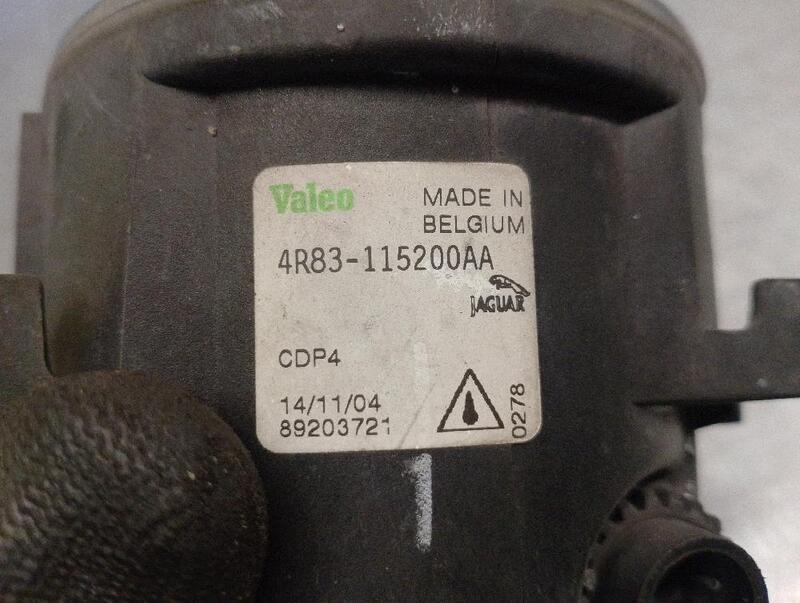 Valeo
MADE IN
BELGIUM
4R83-115200AA
JAGUAR
CDP4
14/11/04
89203721
0278